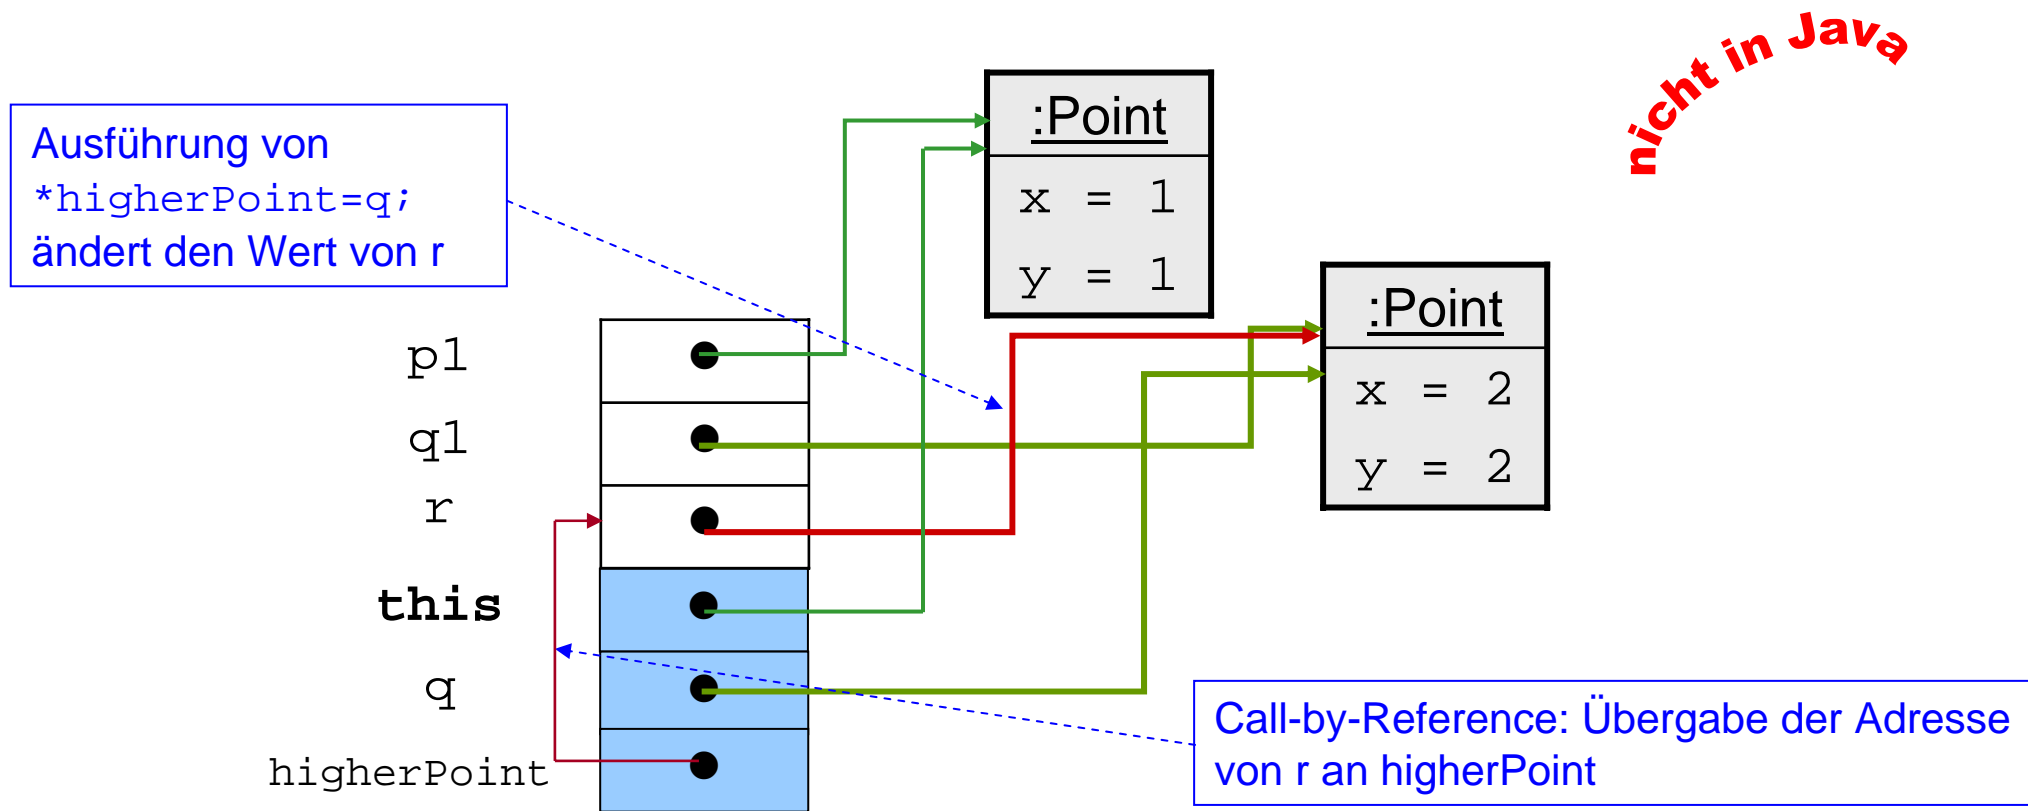 nicht in Java
Ausführung von
*higherPoint=q;
ändert den Wert von r
:Point
x = 1
y = 1
:Point
x = 2
y = 2
p1
q1
r
this
q
higherPoint
Call-by-Reference: Übergabe der Adresse
von r an higherPoint